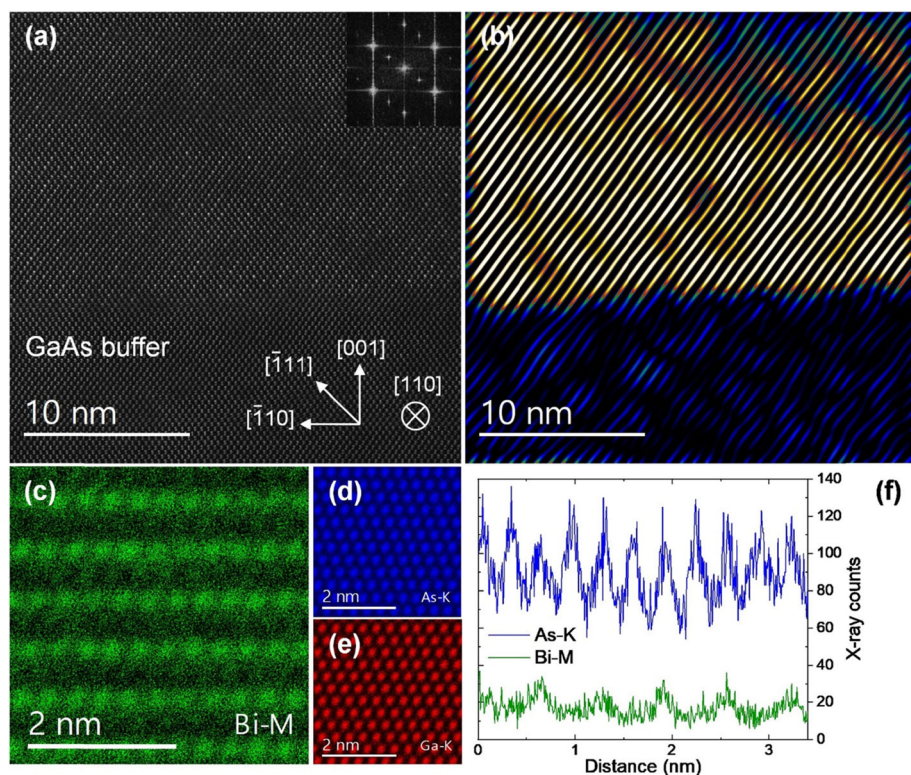 (a)
GaAs buffer
[001]
[1̄11]
[110]
[1̄10]
10 nm
(b)
10 nm
(c)
2 nm
Bi-M
(d)
2 nm
As-K
(e)
2 nm
Ga-K
(f)
140
120
100
80
60
40
20
0
X-ray counts
As-K
Bi-M
0
1
2
3
Distance (nm)